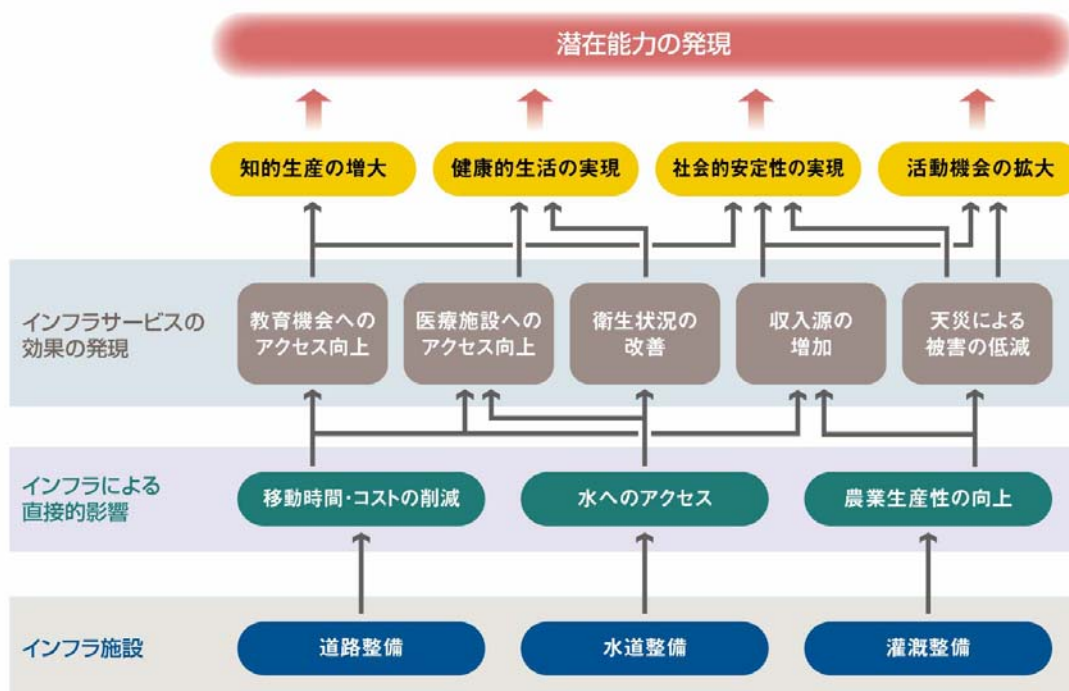 潜在能力の発現
知的生産の増大
健康的生活の実現
社会的安定性の実現
活動機会の拡大
インフラサービスの
効果の発現
教育機会への
アクセス向上
医療施設への
アクセス向上
衛生状況の
改善
収入源の
増加
天災による
被害の低減
インフラによる
直接的影響
移動時間・コストの削減
水へのアクセス
農業生産性の向上
インフラ施設
道路整備
水道整備
灌漑整備